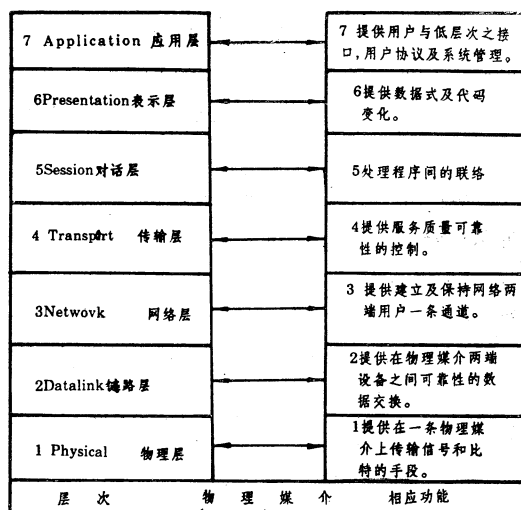 7 Application 应用层
7 提供用户与低层次之接
口,用户协议及系统管理。
6Presentation表示层
6提供数据式及代码
变化。
5Session对话层
5处理程序间的联络
4 Transport 传输层
4提供服务质量可靠
性的控制。
3Netwovk 网络层
3 提供建立及保持网络两
端用户一条通道。
2Datalink链路层
2提供在物理媒介两端
设备之间可靠性的数
据交换。
1 Physical 物理层
1提供在一条物理媒
介上传输信号和比
特的手段。
层次 物理媒介 相应功能